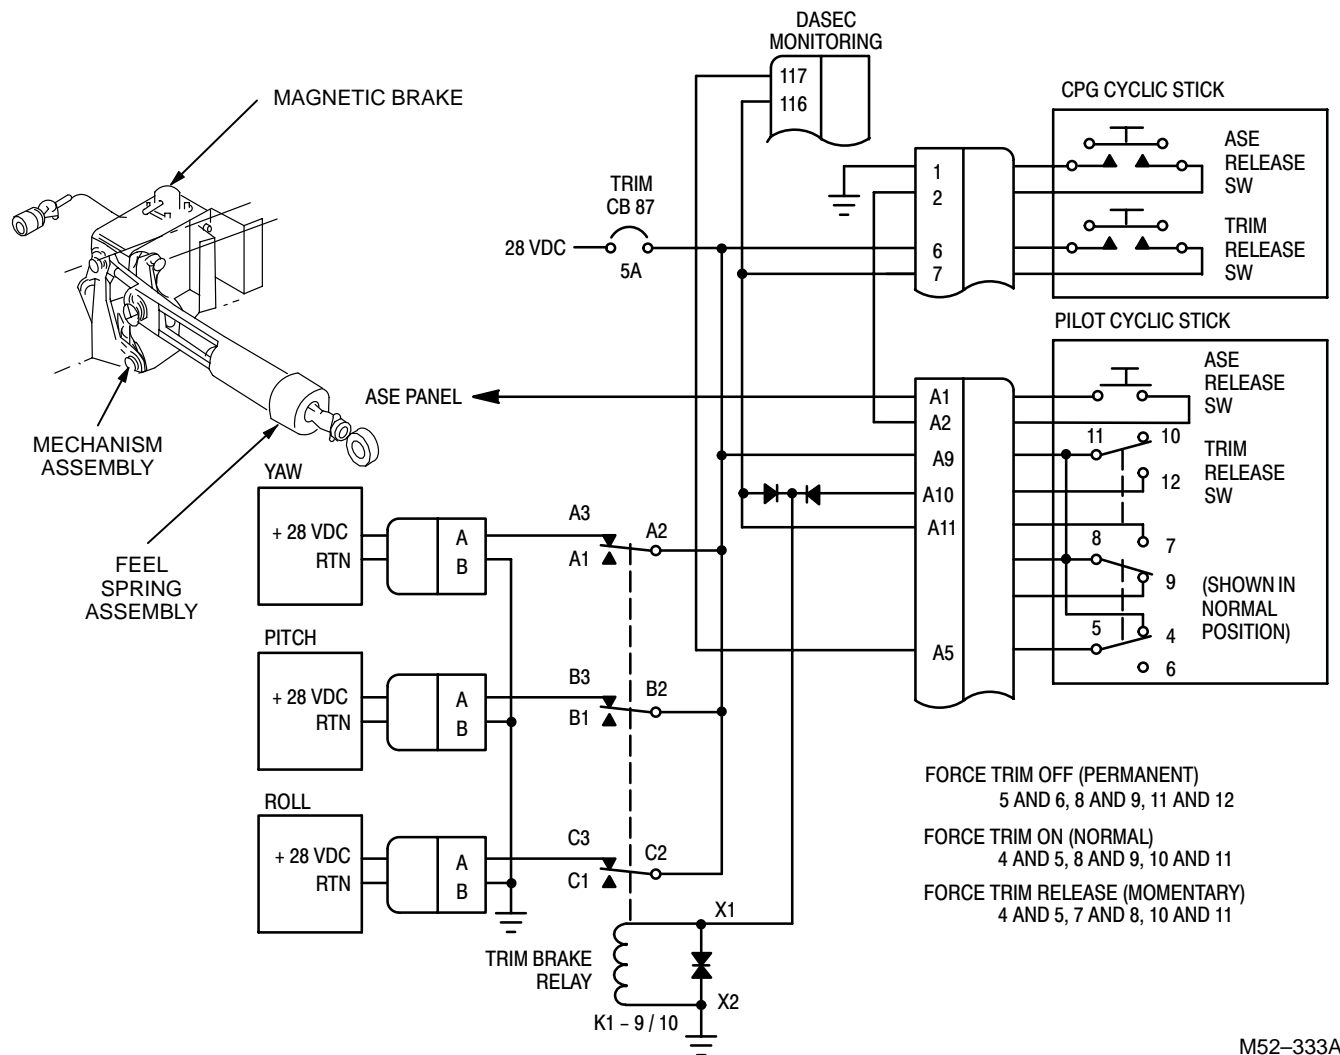 DASEC
MONITORING
117
116
MAGNETIC BRAKE
CPG CYCLIC STICK
ASE
RELEASE
SW
TRIM
RELEASE
SW
1
2
6
7
TRIM
CB 87
28 VDC
5A
PILOT CYCLIC STICK
ASE
RELEASE
SW
TRIM
RELEASE
SW
(SHOWN IN
NORMAL
POSITION)
11
10
12
8
7
9
5
4
6
ASE PANEL
A1
A2
A9
A10
A11
A5
MECHANISM
ASSEMBLY
FEEL
SPRING
ASSEMBLY
YAW
+ 28 VDC
RTN
A
B
A3
A2
A1
PITCH
+ 28 VDC
RTN
A
B
B3
B2
B1
ROLL
+ 28 VDC
RTN
A
B
C3
C2
C1
TRIM BRAKE
RELAY
X1
X2
K1 – 9 / 10
FORCE TRIM OFF (PERMANENT)
5 AND 6, 8 AND 9, 11 AND 12
FORCE TRIM ON (NORMAL)
4 AND 5, 8 AND 9, 10 AND 11
FORCE TRIM RELEASE (MOMENTARY)
4 AND 5, 7 AND 8, 10 AND 11
M52–333A